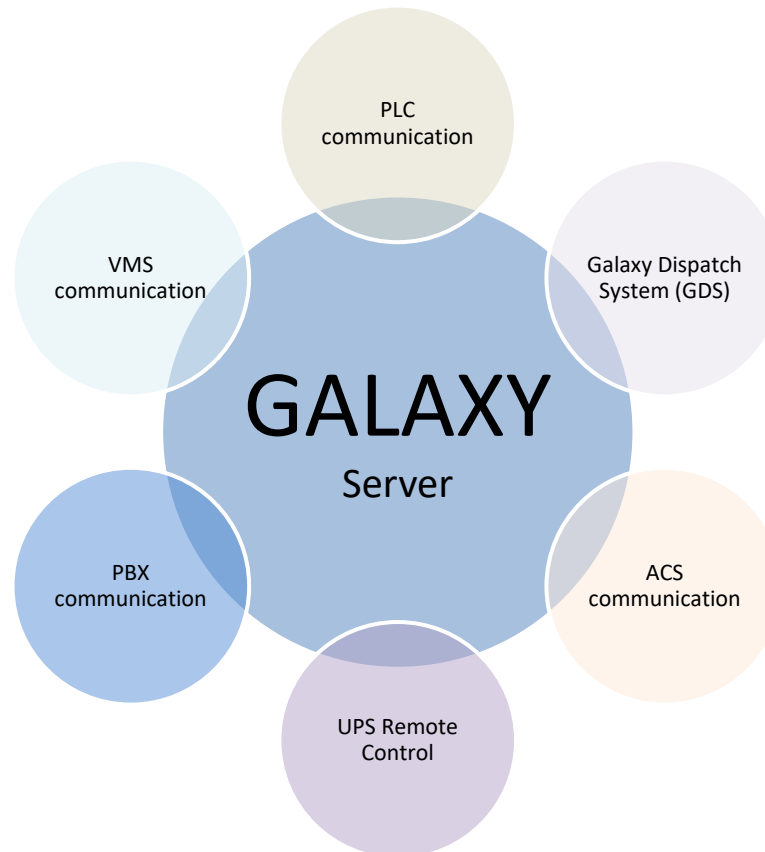 PLC
communication
VMS
communication
Galaxy Dispatch
System (GDS)
GALAXY
Server
PBX
communication
ACS
communication
UPS Remote
Control